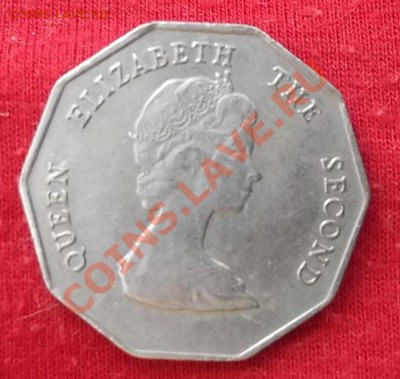 QUEEN ELIZABETH THE SECOND
COINS.LAVE.RU